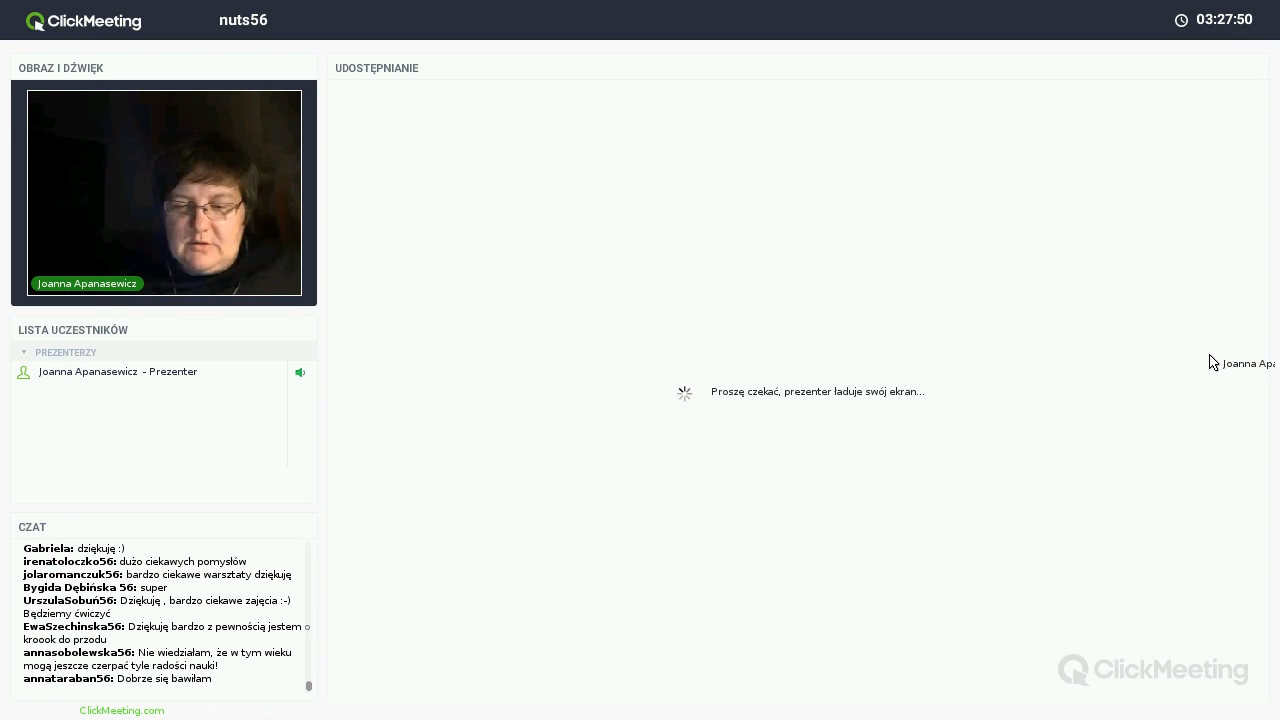 ClickMeeting
nuts56
03:27:50
OBRAZ I DŹWIĘK
Joanna Apanasewicz
LISTA UCZESTNIKÓW
PREZENTERZY
Joanna Apanasewicz - Prezenter
CZAT
Gabriela: dziękuję :)
irenatoloczko56: dużo ciekawych pomysłów
jolaromanczuk56: bardzo ciekawe warsztaty dziękuję
Bygida Dębińska 56: super
UrszulaSobuń56: Dziękuję , bardzo ciekawe zajęcia :-)
Będziemy ćwiczyć
EwaSzechinska56: Dziękuję bardzo z pewnością jestem o
kroook do przodu
annasobolewska56: Nie wiedziałam, że w tym wieku
mogą jeszcze czerpać tyle radości nauki!
annataraban56: Dobrze się bawiłam
ClickMeeting.com
UDOSTĘPNIANIE
Joanna Apa
Proszę czekać, prezenter ładuje swój ekran...
ClickMeeting